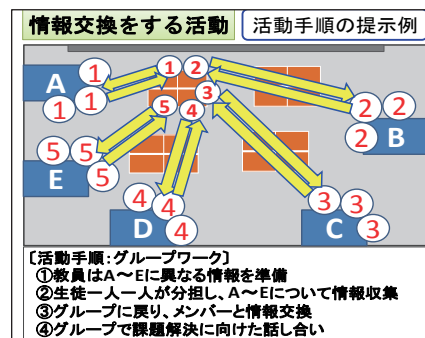 情報交換をする活動
活動手順の提示例
A
1
1
1
1
2
3
4
5
2
2
2
B
5
5
5
E
4
4
4
D
3
3
3
C
〔活動手順:グループワーク〕
①教員はA～Eに異なる情報を準備
②生徒一人一人が分担し、A～Eについて情報収集
③グループに戻り、メンバーと情報交換
④グループで課題解決に向けた話し合い